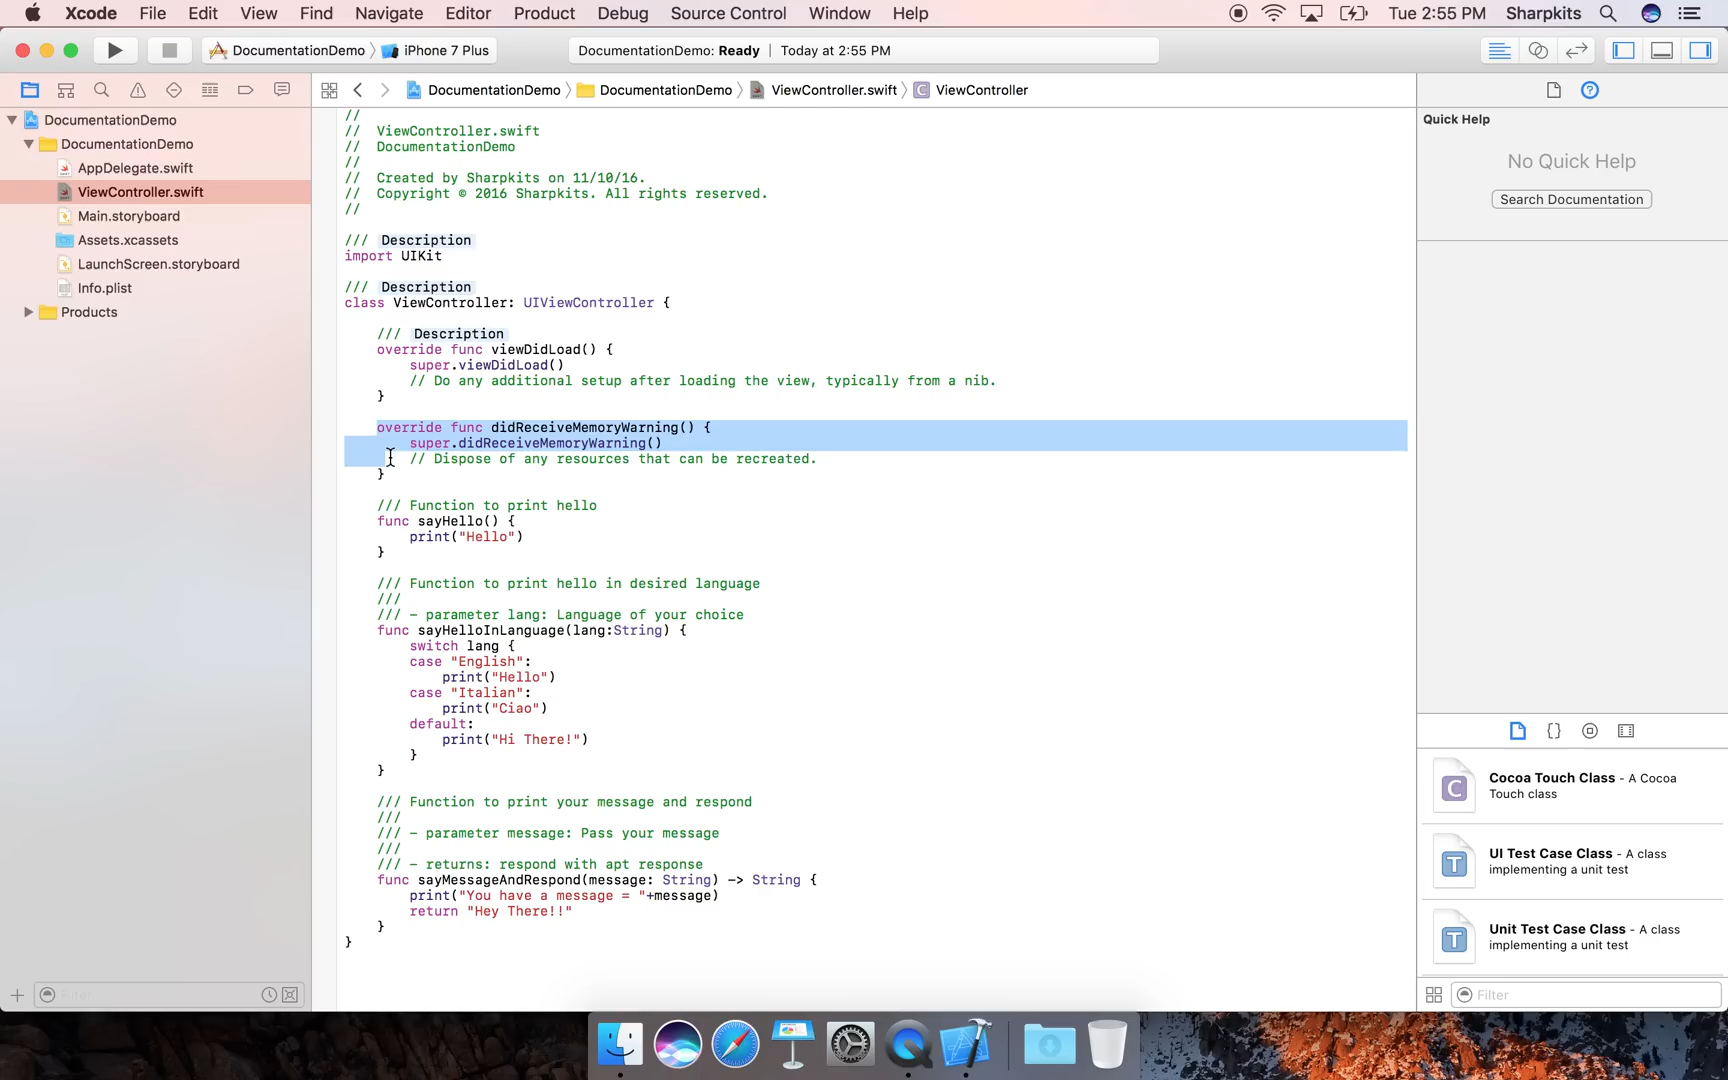 Xcode File Edit View Find Navigate Editor Product Debug Source Control Window Help Tue 2:55 PM Sharpkits
DocumentationDemo iPhone 7 Plus DocumentationDemo: Ready | Today at 2:55 PM
DocumentationDemo DocumentationDemo ViewController.swift C ViewController
DocumentationDemo
DocumentationDemo
AppDelegate.swift
ViewController.swift
Main.storyboard
Assets.xcassets
LaunchScreen.storyboard
Info.plist
Products
Filter
//
//  ViewController.swift
//  DocumentationDemo
//
//  Created by Sharpkits on 11/10/16.
//  Copyright © 2016 Sharpkits. All rights reserved.
//
/// Description
import UIKit
/// Description
class ViewController: UIViewController {
/// Description
override func viewDidLoad() {
super.viewDidLoad()
// Do any additional setup after loading the view, typically from a nib.
}
override func didReceiveMemoryWarning() {
super.didReceiveMemoryWarning()
// Dispose of any resources that can be recreated.
}
/// Function to print hello
func sayHello() {
print("Hello")
}
/// Function to print hello in desired language
///
/// - parameter lang: Language of your choice
func sayHelloInLanguage(lang:String) {
switch lang {
case "English":
print("Hello")
case "Italian":
print("Ciao")
default:
print("Hi There!")
}
}
/// Function to print your message and respond
///
/// - parameter message: Pass your message
///
/// - returns: respond with apt response
func sayMessageAndRespond(message: String) -> String {
print("You have a message = "+message)
return "Hey There!!"
}
}
Quick Help
No Quick Help
Search Documentation
{}
C
Cocoa Touch Class - A Cocoa
Touch class
T
UI Test Case Class - A class
implementing a unit test
T
Unit Test Case Class - A class
implementing a unit test
Filter